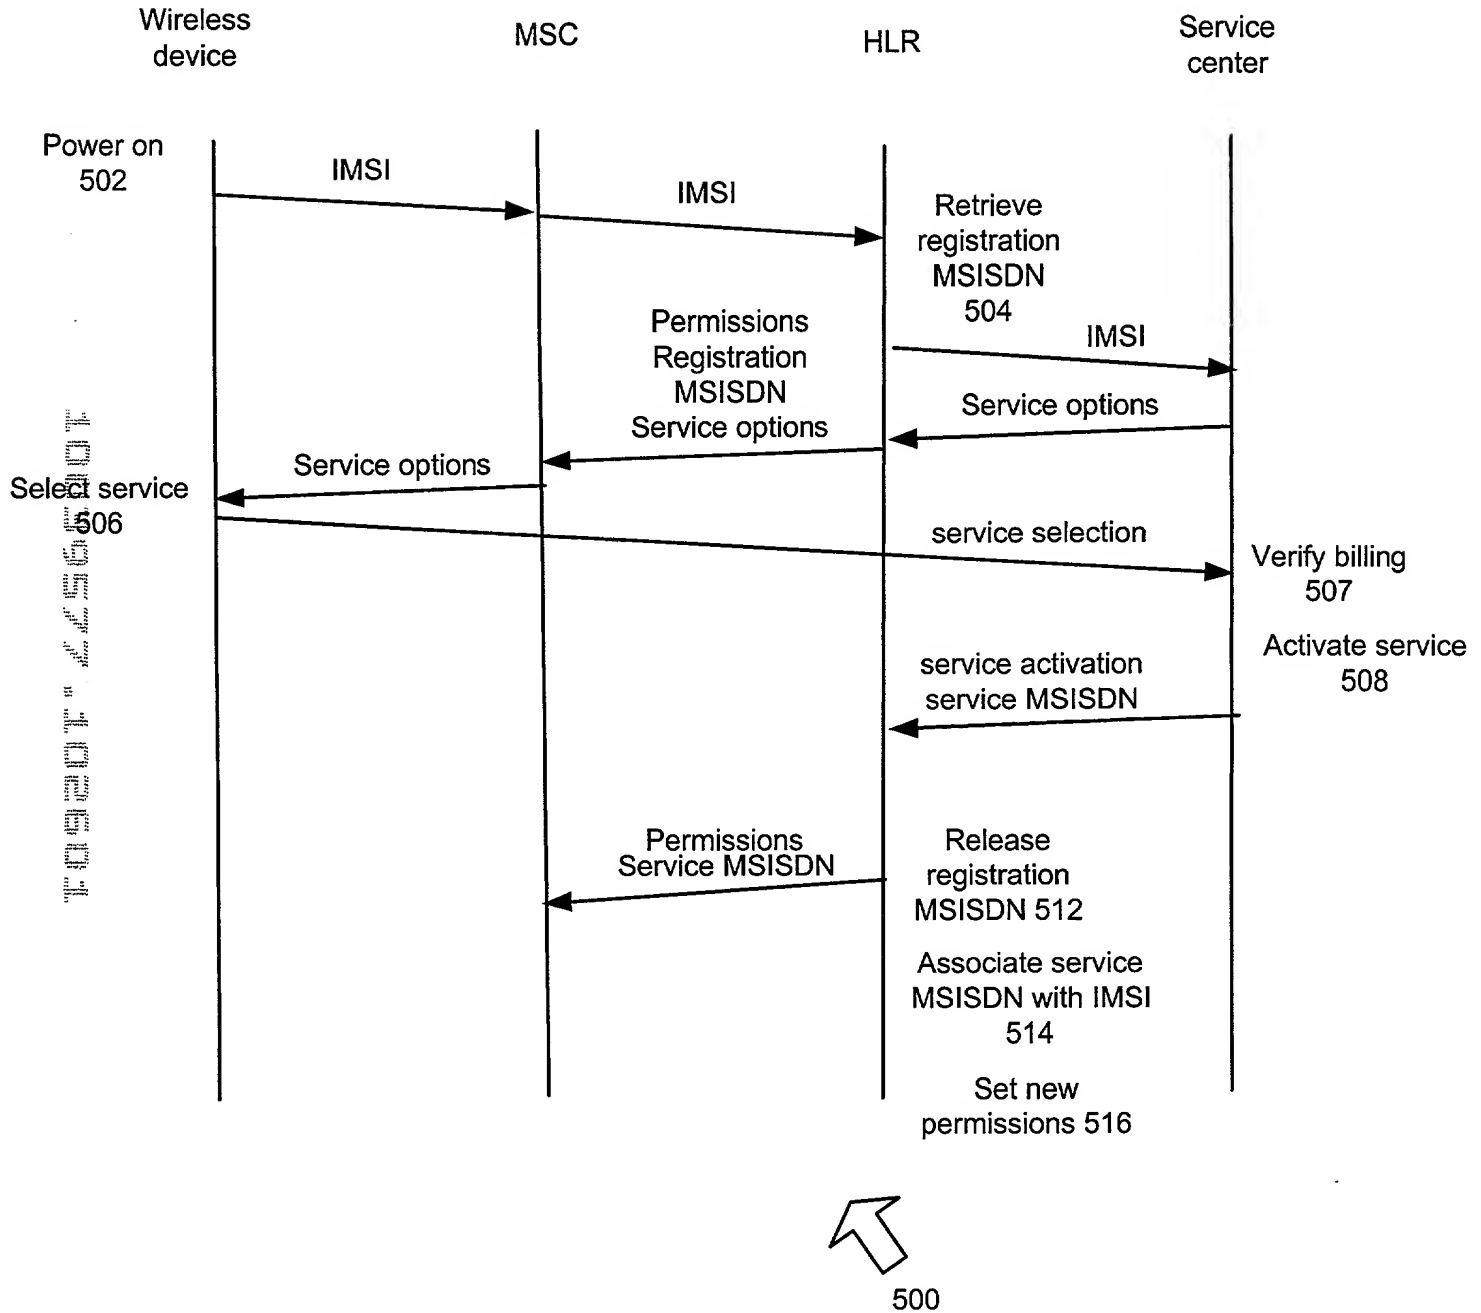 Wireless
device
MSC
HLR
Service
center
Power on
502
IMSI
IMSI
Retrieve
registration
MSISDN
504
Permissions
Registration
MSISDN
Service options
IMSI
Service options
Service options
Select service
506
service selection
Verify billing
507
Activate service
508
service activation
service MSISDN
Permissions
Service MSISDN
Release
registration
MSISDN 512
Associate service
MSISDN with IMSI
514
Set new
permissions 516
500